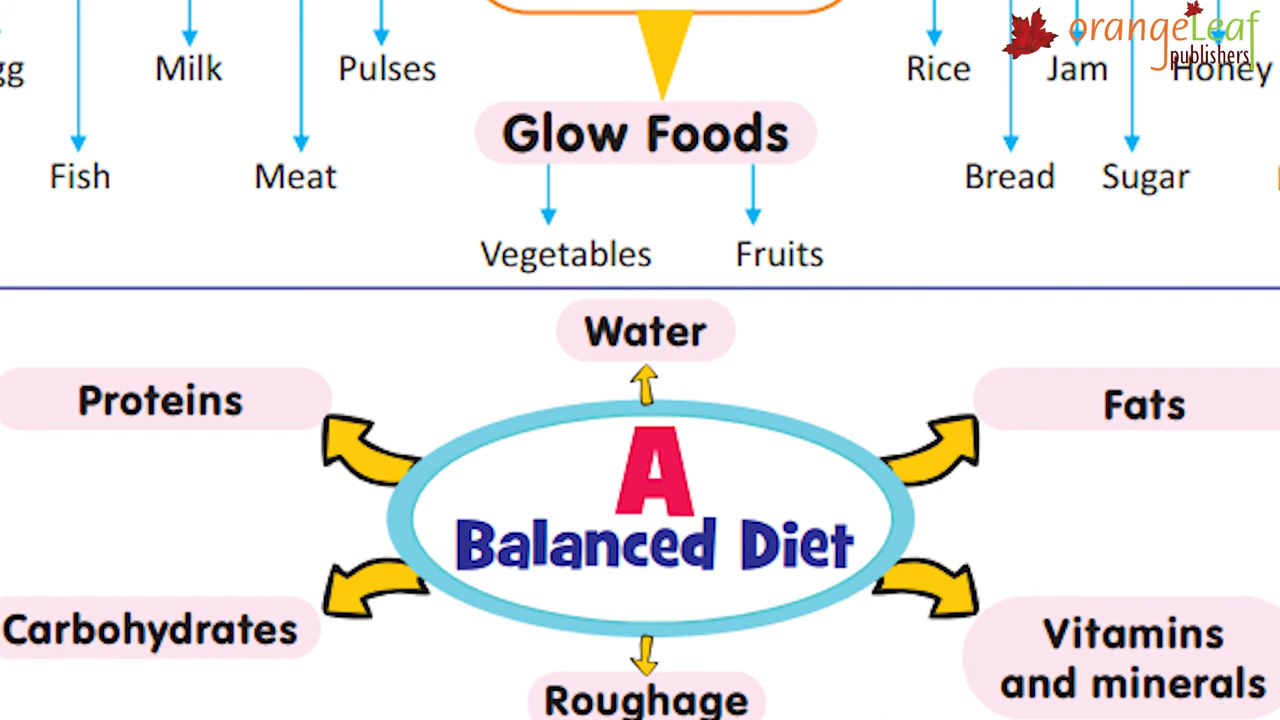 orangeLeaf
publishers
Milk
Pulses
Rice
Jam
Honey
Glow Foods
Fish
Meat
Bread
Sugar
Vegetables
Fruits
Water
Proteins
Fats
A
Balanced Diet
Carbohydrates
Vitamins
and minerals
Roughage